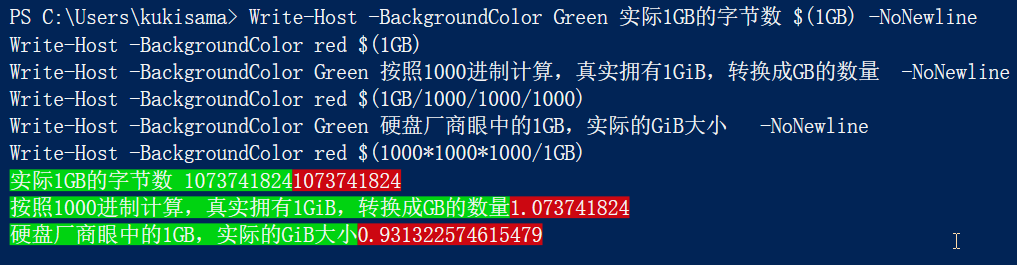 PS C:\Users\kukisama> Write-Host -BackgroundColor Green 实际1GB的字节数 $(1GB) -NoNewline
Write-Host -BackgroundColor red $(1GB)
Write-Host -BackgroundColor Green 按照1000进制计算，真实拥有1GiB，转换成GB的数量  -NoNewline
Write-Host -BackgroundColor red $(1GB/1000/1000/1000)
Write-Host -BackgroundColor Green 硬盘厂商眼中的1GB，实际的GiB大小   -NoNewline
Write-Host -BackgroundColor red $(1000*1000*1000/1GB)
实际1GB的字节数 10737418241073741824
按照1000进制计算，真实拥有1GiB，转换成GB的数量1.073741824
硬盘厂商眼中的1GB，实际的GiB大小0.931322574615479